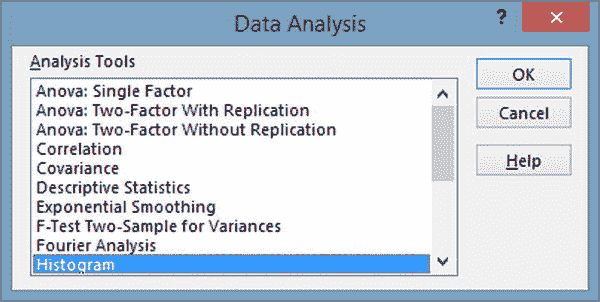 Data Analysis
?
Analysis Tools
Anova: Single Factor
Anova: Two-Factor With Replication
Anova: Two-Factor Without Replication
Correlation
Covariance
Descriptive Statistics
Exponential Smoothing
F-Test Two-Sample for Variances
Fourier Analysis
Histogram
OK
Cancel
Help